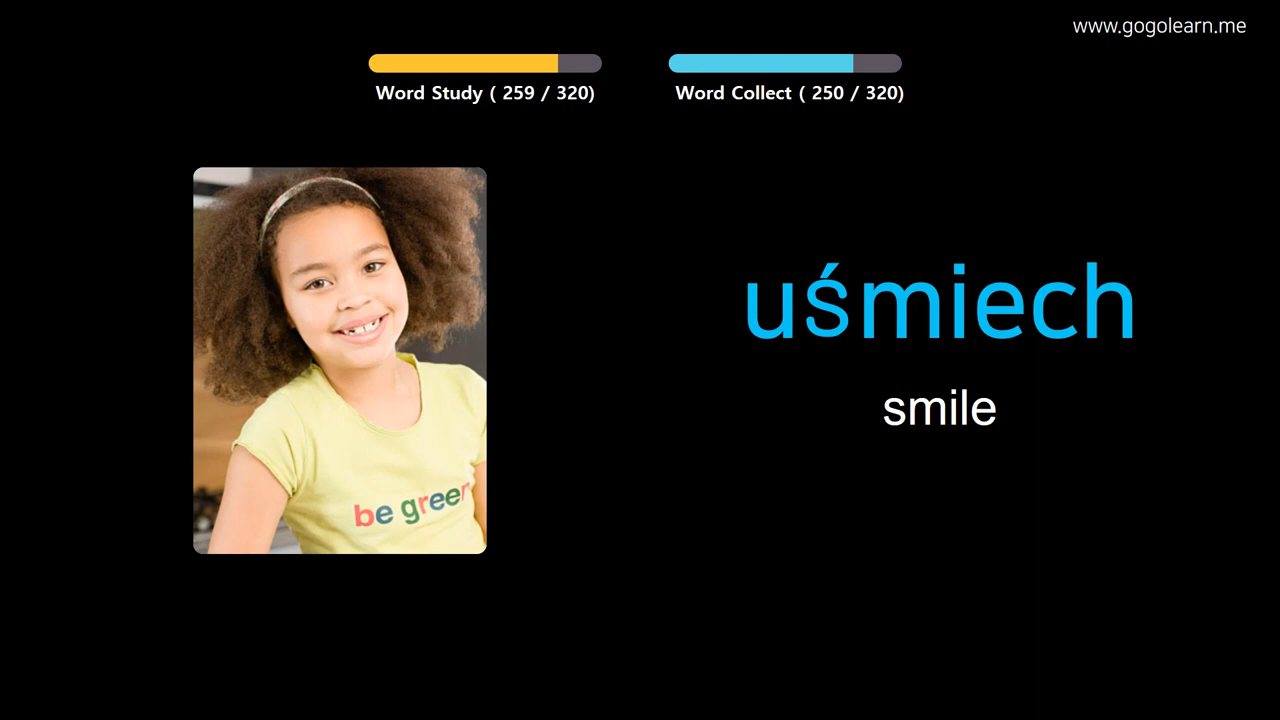 www.gogolearn.me
Word Study ( 259 / 320)
Word Collect ( 250 / 320)
uśmiech
smile
be green